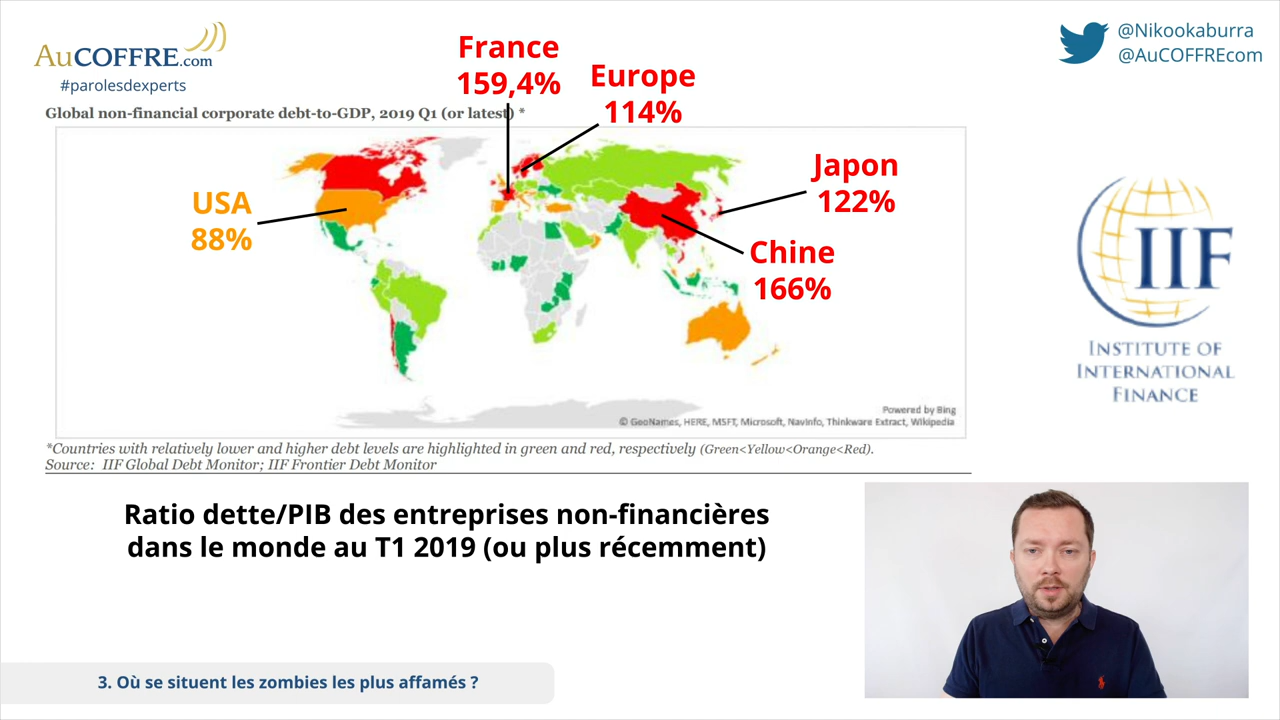 AuCOFFRE.com
#parolesdexperts
@Nikookaburra
@AuCOFFREcom
France
159,4%
Europe
114%
Global non-financial corporate debt-to-GDP, 2019 Q1 (or latest) *
Japon
122%
USA
88%
Chine
166%
IIF
INSTITUTE OF
INTERNATIONAL
FINANCE
Powered by Bing
© GeoNames, HERE, MSFT, Microsoft, NavInfo, Thinkware Extract, Wikipedia
*Countries with relatively lower and higher debt levels are highlighted in green and red, respectively (Green<Yellow<Orange<Red).
Source: IIF Global Debt Monitor; IIF Frontier Debt Monitor
Ratio dette/PIB des entreprises non-financières
dans le monde au T1 2019 (ou plus récemment)
3. Où se situent les zombies les plus affamés ?